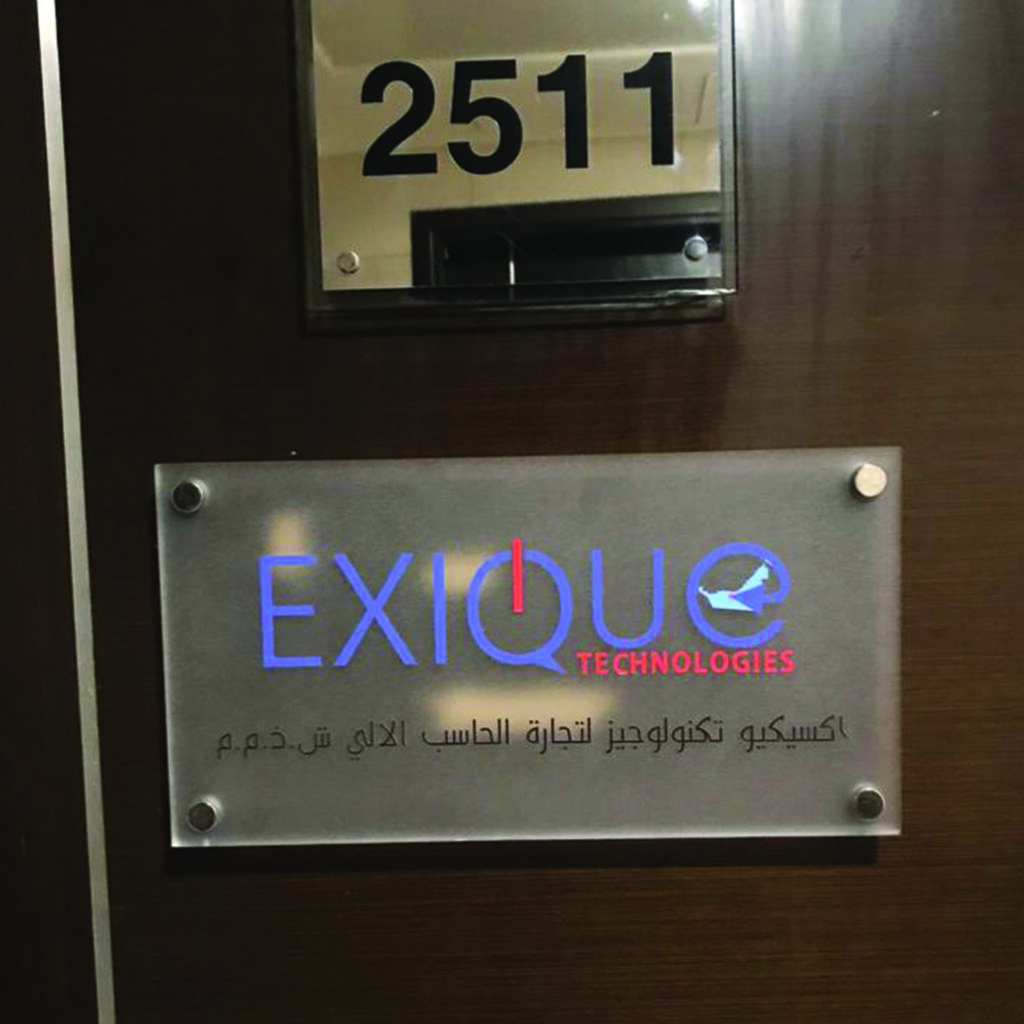 2511
EXIQUE
TECHNOLOGIES
اكسيكيو تكنولوجيز لتجارة الحاسب الالي ش.ذ.م.م